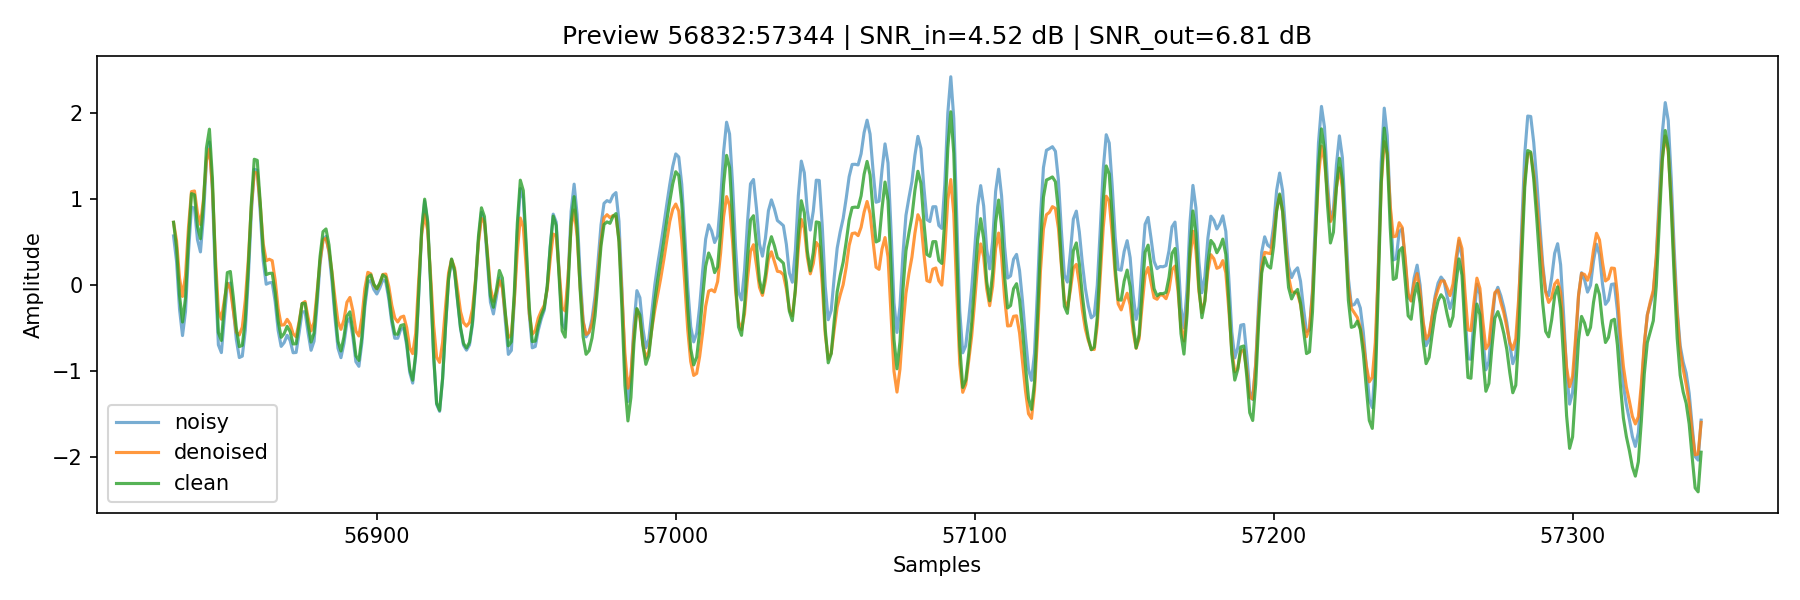 Preview 56832:57344 | SNR_in=4.52 dB | SNR_out=6.81 dB
Amplitude
2
1
0
−1
−2
noisy
denoised
clean
56900
57000
57100
57200
57300
Samples